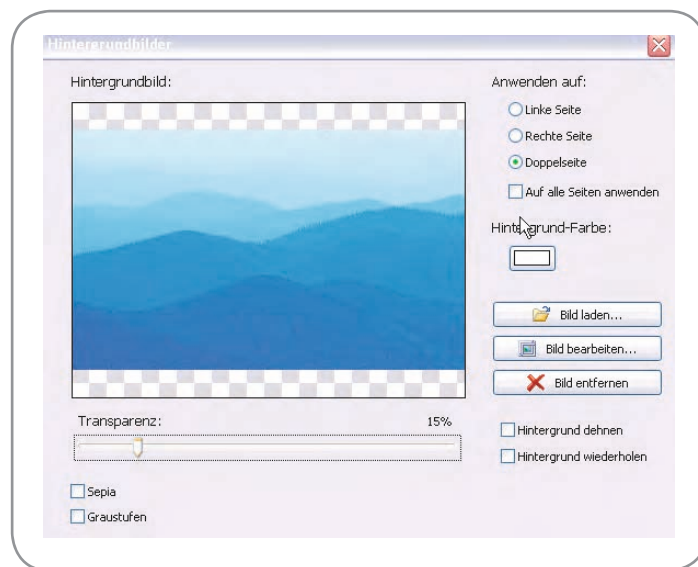 Hintergrundbilder
Hintergrundbild:
Anwenden auf:
Linke Seite
Rechte Seite
Doppelseite
Auf alle Seiten anwenden
Hintergrund-Farbe:
Bild laden...
Bild bearbeiten...
Bild entfernen
Transparenz:
15%
Hintergrund dehnen
Hintergrund wiederholen
Sepia
Graustufen